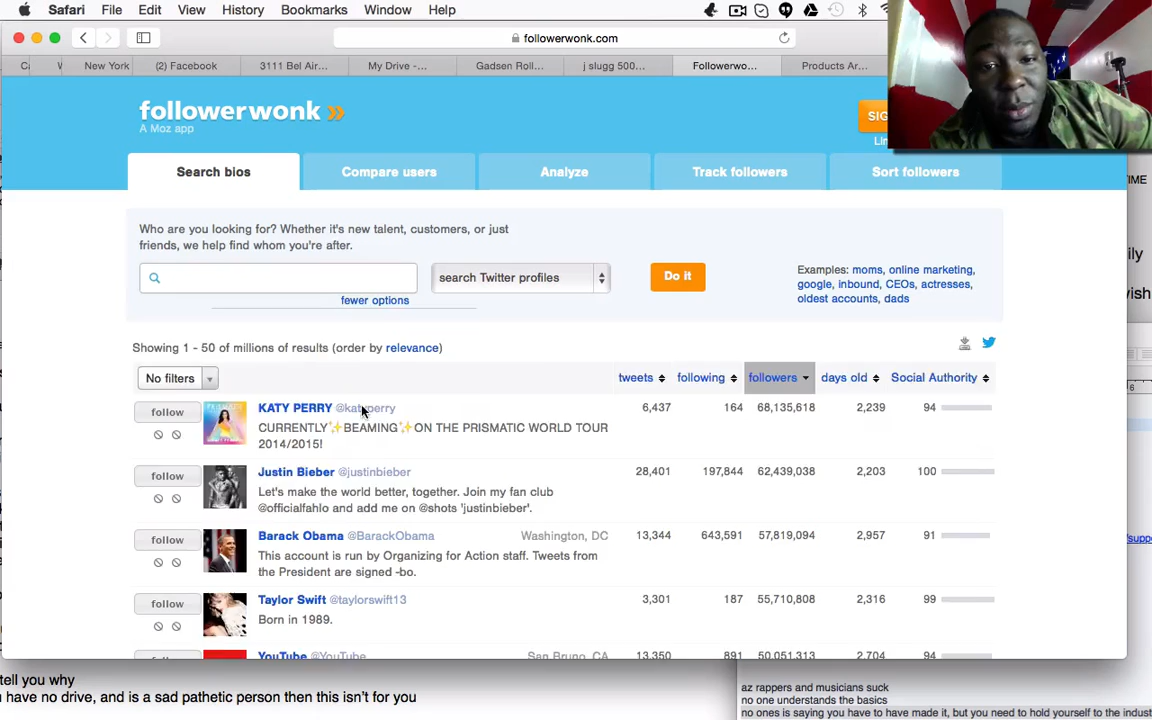 Safari File Edit View History Bookmarks Window Help
followerwonk.com
New York (2) Facebook 3111 Bel Air... My Drive -... Gadsen Roll... j slugg 500... Followerwo... Products Ar...
followerwonk
A Moz app
SIG
Search bios Compare users Analyze Track followers Sort followers
Who are you looking for? Whether it's new talent, customers, or just
friends, we help find whom you're after.
search Twitter profiles Do it
fewer options
Examples: moms, online marketing,
google, inbound, CEOs, actresses,
oldest accounts, dads
Showing 1 - 50 of millions of results (order by relevance)
No filters tweets following followers days old Social Authority
follow KATY PERRY @katyperry 6,437 164 68,135,618 2,239 94
CURRENTLY✨BEAMING✨ON THE PRISMATIC WORLD TOUR
2014/2015!
follow Justin Bieber @justinbieber 28,401 197,844 62,439,038 2,203 100
Let's make the world better, together. Join my fan club
@officialfahlo and add me on @shots 'justinbieber'.
follow Barack Obama @BarackObama Washington, DC 13,344 643,591 57,819,094 2,957 91
This account is run by Organizing for Action staff. Tweets from
the President are signed -bo.
follow Taylor Swift @taylorswift13 3,301 187 55,710,808 2,316 99
Born in 1989.
YouTube @YouTube San Bruno, CA 13,350 891 50,051,313 2,704 94
tell you why
have no drive, and is a sad pathetic person then this isn't for you
az rappers and musicians suck
no one understands the basics
no ones is saying you have to have made it, but you need to hold yourself to the indust